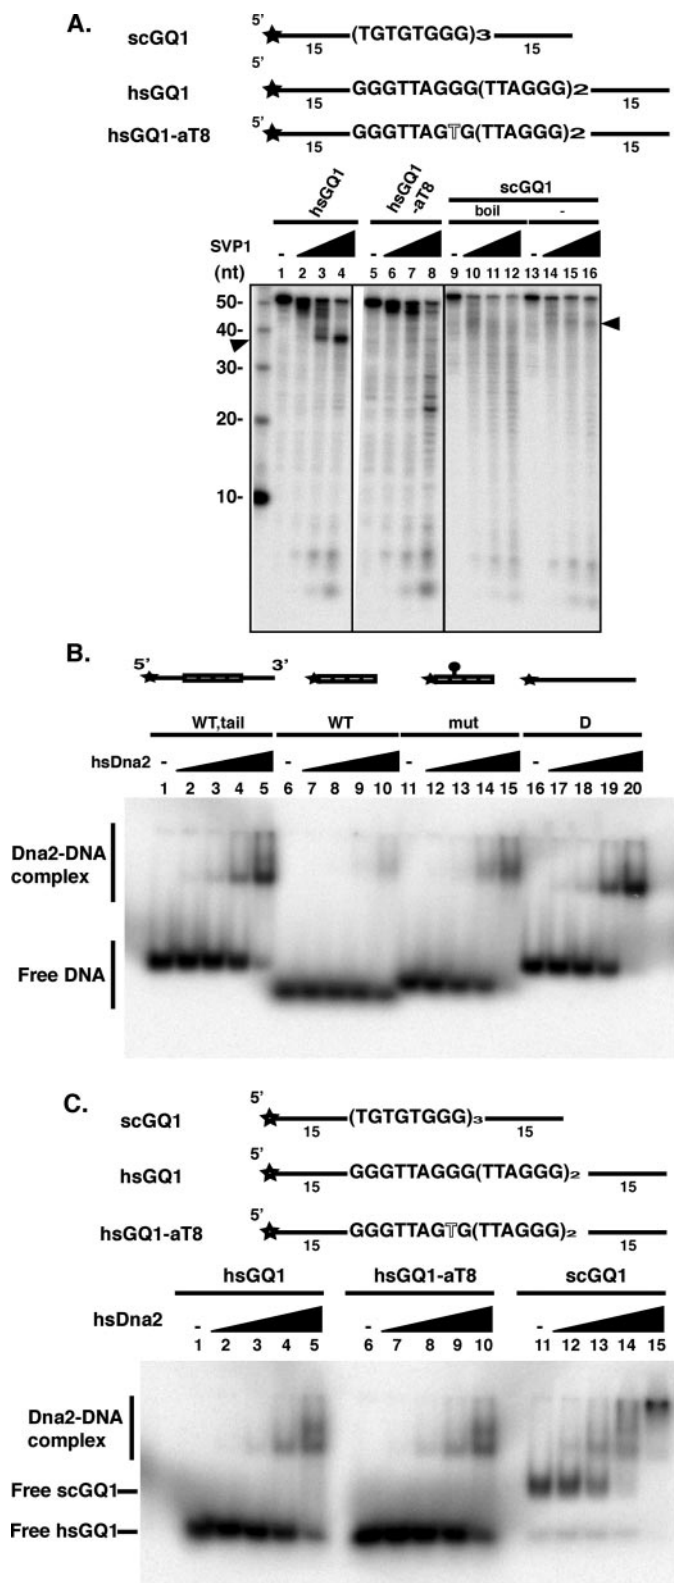 A.
5'
scGQ1
(TGTGTGGG)3
15
15
5'
hsGQ1
GGGTTAGGG(TTAGGG)2
15
15
5'
hsGQ1-aT8
GGGTTAGTG(TTAGGG)2
15
15
hsGQ1
hsGQ1
-aT8
scGQ1
boil
-
SVP1
-
-
-
-
(nt)
1 2 3 4 5 6 7 8 9 10 11 12 13 14 15 16
50-
40-
30-
20-
10-
B.
5'
3'
WT,tail
WT
mut
D
hsDna2
-
-
-
-
1 2 3 4 5 6 7 8 9 10 11 12 13 14 15 16 17 18 19 20
Dna2-DNA
complex
Free DNA
C.
5'
scGQ1
(TGTGTGGG)3
15
15
5'
hsGQ1
GGGTTAGGG(TTAGGG)2
15
15
5'
hsGQ1-aT8
GGGTTAGTG(TTAGGG)2
15
15
hsGQ1
hsGQ1-aT8
scGQ1
hsDna2
-
-
-
1 2 3 4 5 6 7 8 9 10 11 12 13 14 15
Dna2-DNA
complex
Free scGQ1
Free hsGQ1